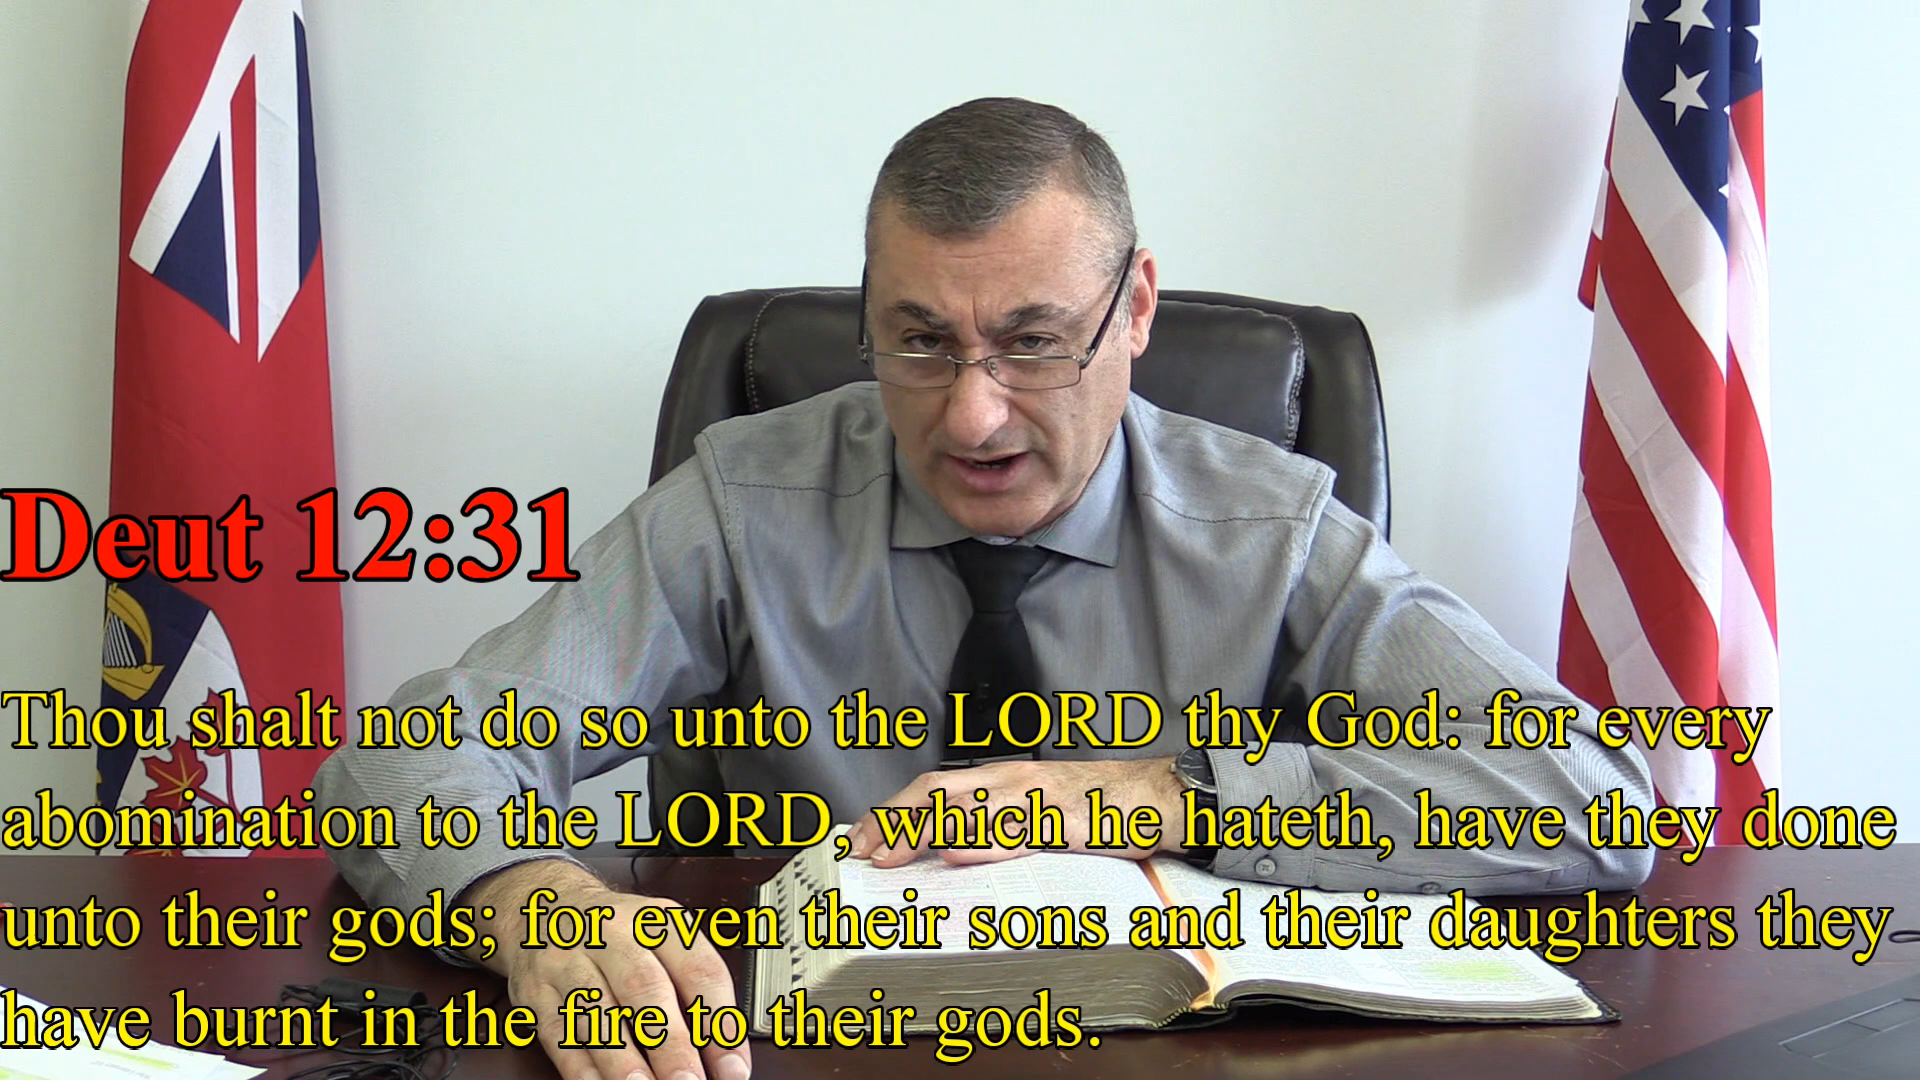 Deut 12:31
Thou shalt not do so unto the LORD thy God: for every
abomination to the LORD, which he hateth, have they done
unto their gods; for even their sons and their daughters they
have burnt in the fire to their gods.